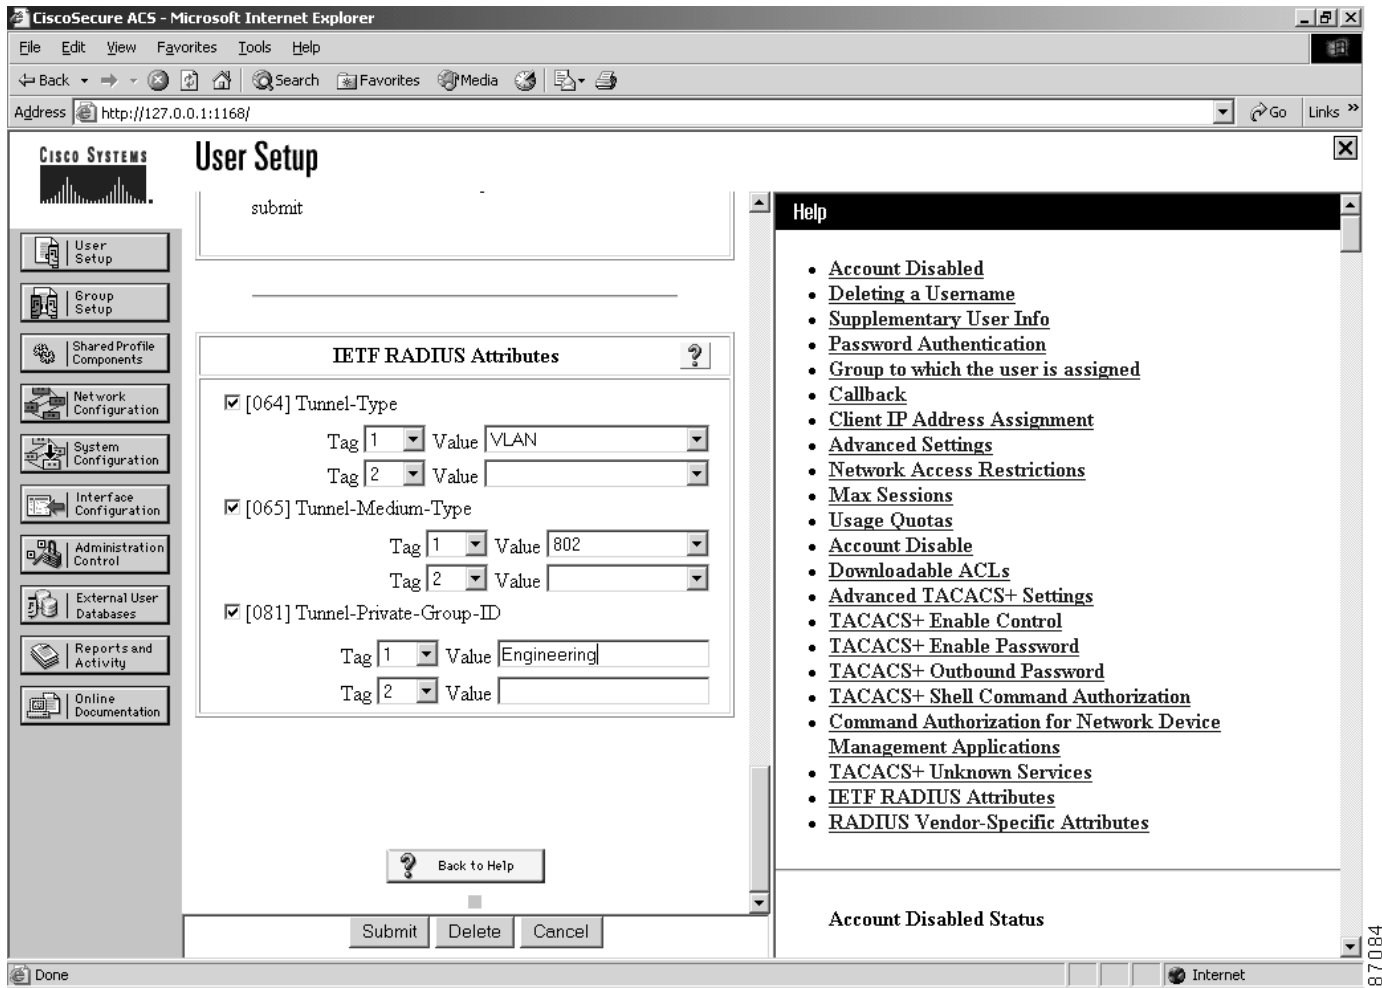 CiscoSecure ACS - Microsoft Internet Explorer
File Edit View Favorites Tools Help
Back Search Favorites Media
Address http://127.0.0.1:1168/ Go Links »
CISCO SYSTEMS
User Setup
User Setup
Group Setup
Shared Profile Components
Network Configuration
System Configuration
Interface Configuration
Administration Control
External User Databases
Reports and Activity
Online Documentation
submit
IETF RADIUS Attributes ?
[064] Tunnel-Type
Tag 1 Value VLAN
Tag 2 Value
[065] Tunnel-Medium-Type
Tag 1 Value 802
Tag 2 Value
[081] Tunnel-Private-Group-ID
Tag 1 Value Engineering
Tag 2 Value
? Back to Help
Submit Delete Cancel
Help
• Account Disabled
• Deleting a Username
• Supplementary User Info
• Password Authentication
• Group to which the user is assigned
• Callback
• Client IP Address Assignment
• Advanced Settings
• Network Access Restrictions
• Max Sessions
• Usage Quotas
• Account Disable
• Downloadable ACLs
• Advanced TACACS+ Settings
• TACACS+ Enable Control
• TACACS+ Enable Password
• TACACS+ Outbound Password
• TACACS+ Shell Command Authorization
• Command Authorization for Network Device
Management Applications
• TACACS+ Unknown Services
• IETF RADIUS Attributes
• RADIUS Vendor-Specific Attributes
Account Disabled Status
Done Internet
87084